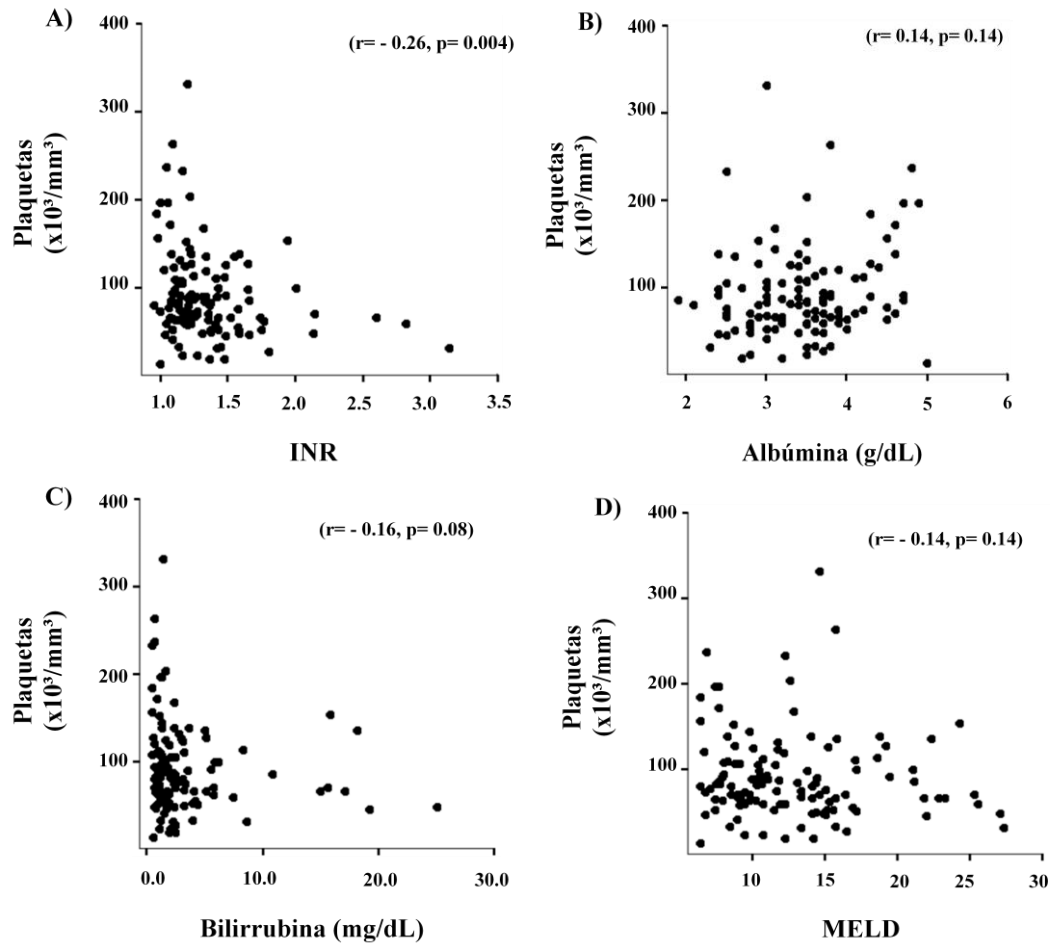 A)
(r= - 0.26, p= 0.004)
Plaquetas
(x10³/mm³)
400
300
200
100
1.0 1.5 2.0 2.5 3.0 3.5
INR
B)
(r= 0.14, p= 0.14)
Plaquetas
(x10³/mm³)
400
300
200
100
2 3 4 5 6
Albúmina (g/dL)
C)
(r= - 0.16, p= 0.08)
Plaquetas
(x10³/mm³)
400
300
200
100
0.0 10.0 20.0 30.0
Bilirrubina (mg/dL)
D)
(r= - 0.14, p= 0.14)
Plaquetas
(x10³/mm³)
400
300
200
100
10 15 20 25 30
MELD